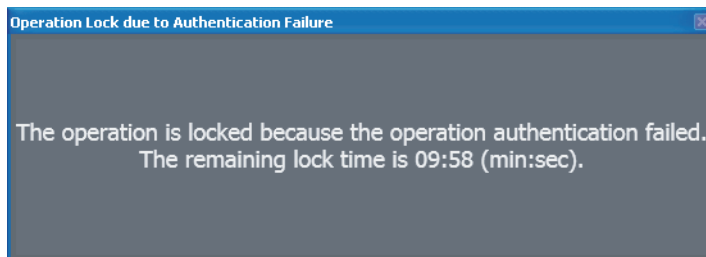 Operation Lock due to Authentication Failure
The operation is locked because the operation authentication failed.
The remaining lock time is 09:58 (min:sec).